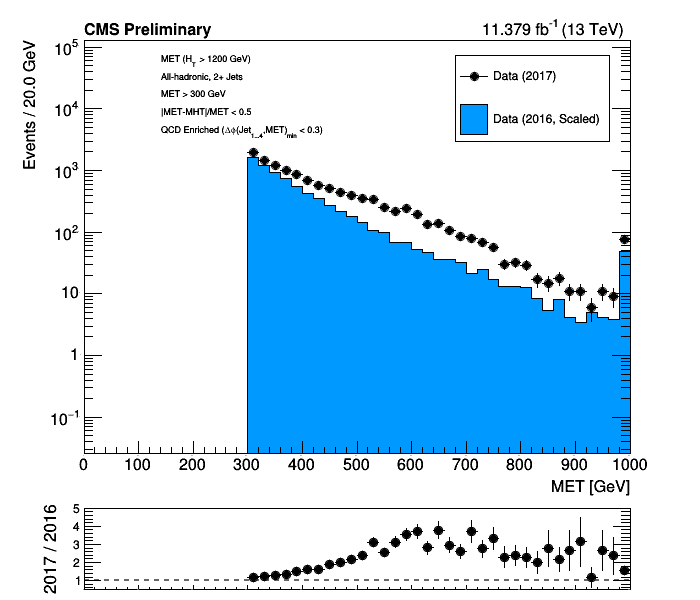 CMS Preliminary 11.379 fb⁻¹ (13 TeV)
MET (H_T > 1200 GeV)
All-hadronic, 2+ Jets
MET > 300 GeV
|MET-MHT|/MET < 0.5
QCD Enriched (Δϕ(Jet_1...4,MET)_min < 0.3)
Data (2017)
Data (2016, Scaled)
Events / 20.0 GeV
10⁵
10⁴
10³
10²
10
1
10⁻¹
0 100 200 300 400 500 600 700 800 900 1000
MET [GeV]
2017 / 2016
5
4
3
2
1